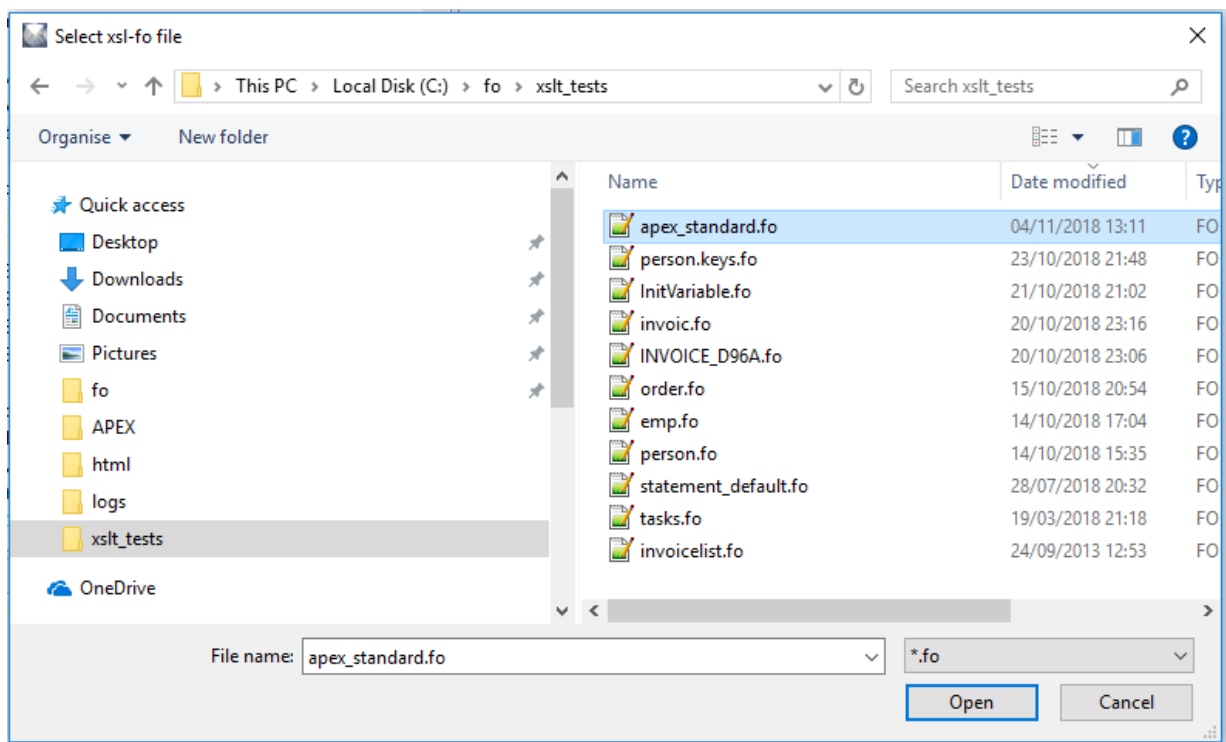 Select xsl-fo file
This PC > Local Disk (C:) > fo > xslt_tests
Search xslt_tests
Organise
New folder
?
Quick access
Desktop
Downloads
Documents
Pictures
fo
APEX
html
logs
xslt_tests
OneDrive
Name Date modified Typ
apex_standard.fo 04/11/2018 13:11 FO
person.keys.fo 23/10/2018 21:48 FO
InitVariable.fo 21/10/2018 21:02 FO
invoic.fo 20/10/2018 23:16 FO
INVOICE_D96A.fo 20/10/2018 23:06 FO
order.fo 15/10/2018 20:54 FO
emp.fo 14/10/2018 17:04 FO
person.fo 14/10/2018 15:35 FO
statement_default.fo 28/07/2018 20:32 FO
tasks.fo 19/03/2018 21:18 FO
invoicelist.fo 24/09/2013 12:53 FO
File name: apex_standard.fo
*.fo
Open
Cancel